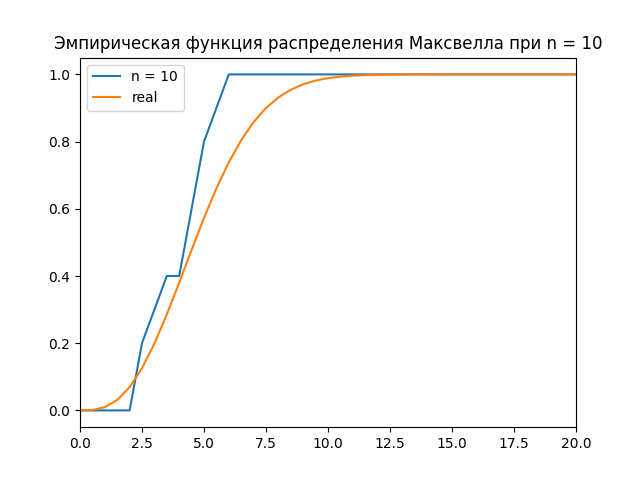 Эмпирическая функция распределения Максвелла при n = 10
n = 10
real
1.0
0.8
0.6
0.4
0.2
0.0
0.0 2.5 5.0 7.5 10.0 12.5 15.0 17.5 20.0